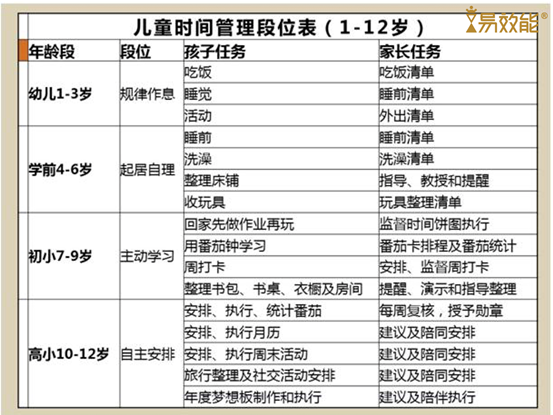 易效能®
儿童时间管理段位表（1-12岁）
年龄段 段位 孩子任务 家长任务
幼儿1-3岁 规律作息 吃饭 吃饭清单
睡觉 睡前清单
活动 外出清单
学前4-6岁 起居自理 睡前 睡前清单
洗澡 洗澡清单
整理床铺 指导、教授和提醒
收玩具 玩具整理清单
初小7-9岁 主动学习 回家先做作业再玩 监督时间饼图执行
用番茄钟学习 番茄卡排程及番茄统计
周打卡 安排、监督周打卡
整理书包、书桌、衣橱及房间 提醒、演示和指导整理
高小10-12岁 自主安排 安排、执行、统计番茄 每周复核，授予勋章
安排、执行月历 建议及陪同安排
安排、执行周末活动 建议及陪同安排
旅行整理及社交活动安排 建议及陪同安排
年度梦想板制作和执行 建议及陪伴执行